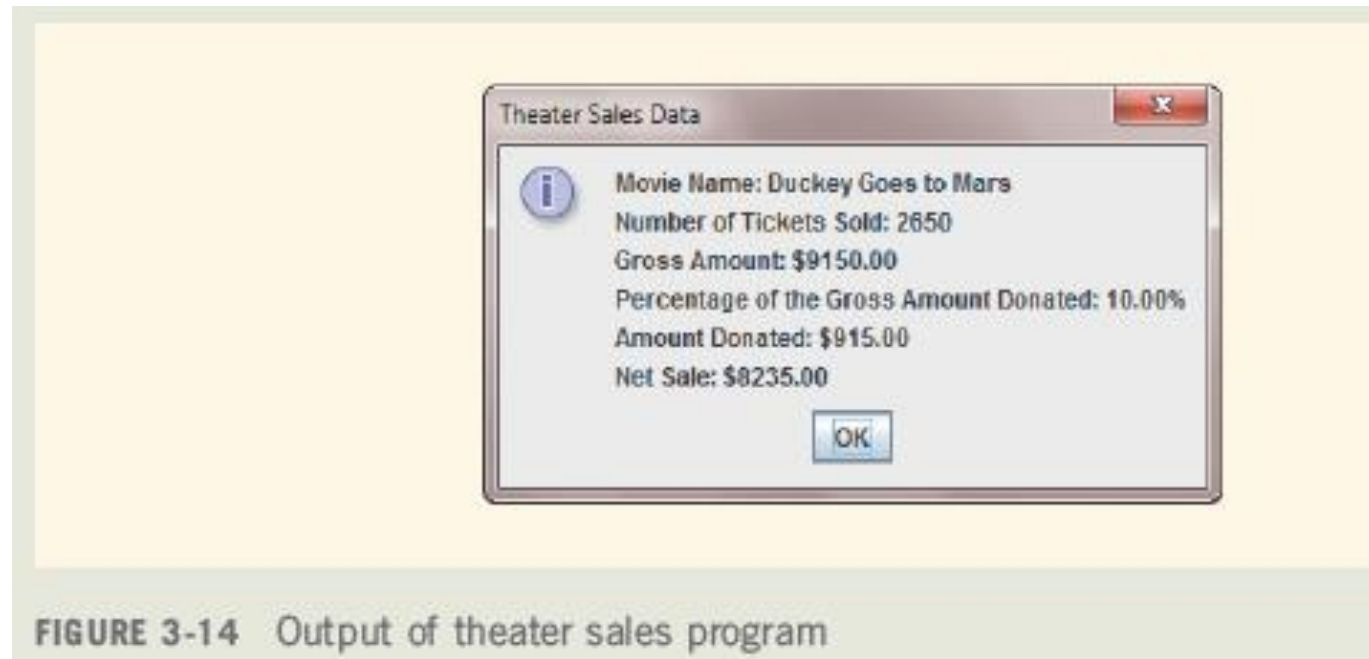 Theater Sales Data
X
i
Movie Name: Duckey Goes to Mars
Number of Tickets Sold: 2650
Gross Amount: $9150.00
Percentage of the Gross Amount Donated: 10.00%
Amount Donated: $915.00
Net Sale: $8235.00
OK
FIGURE 3-14 Output of theater sales program